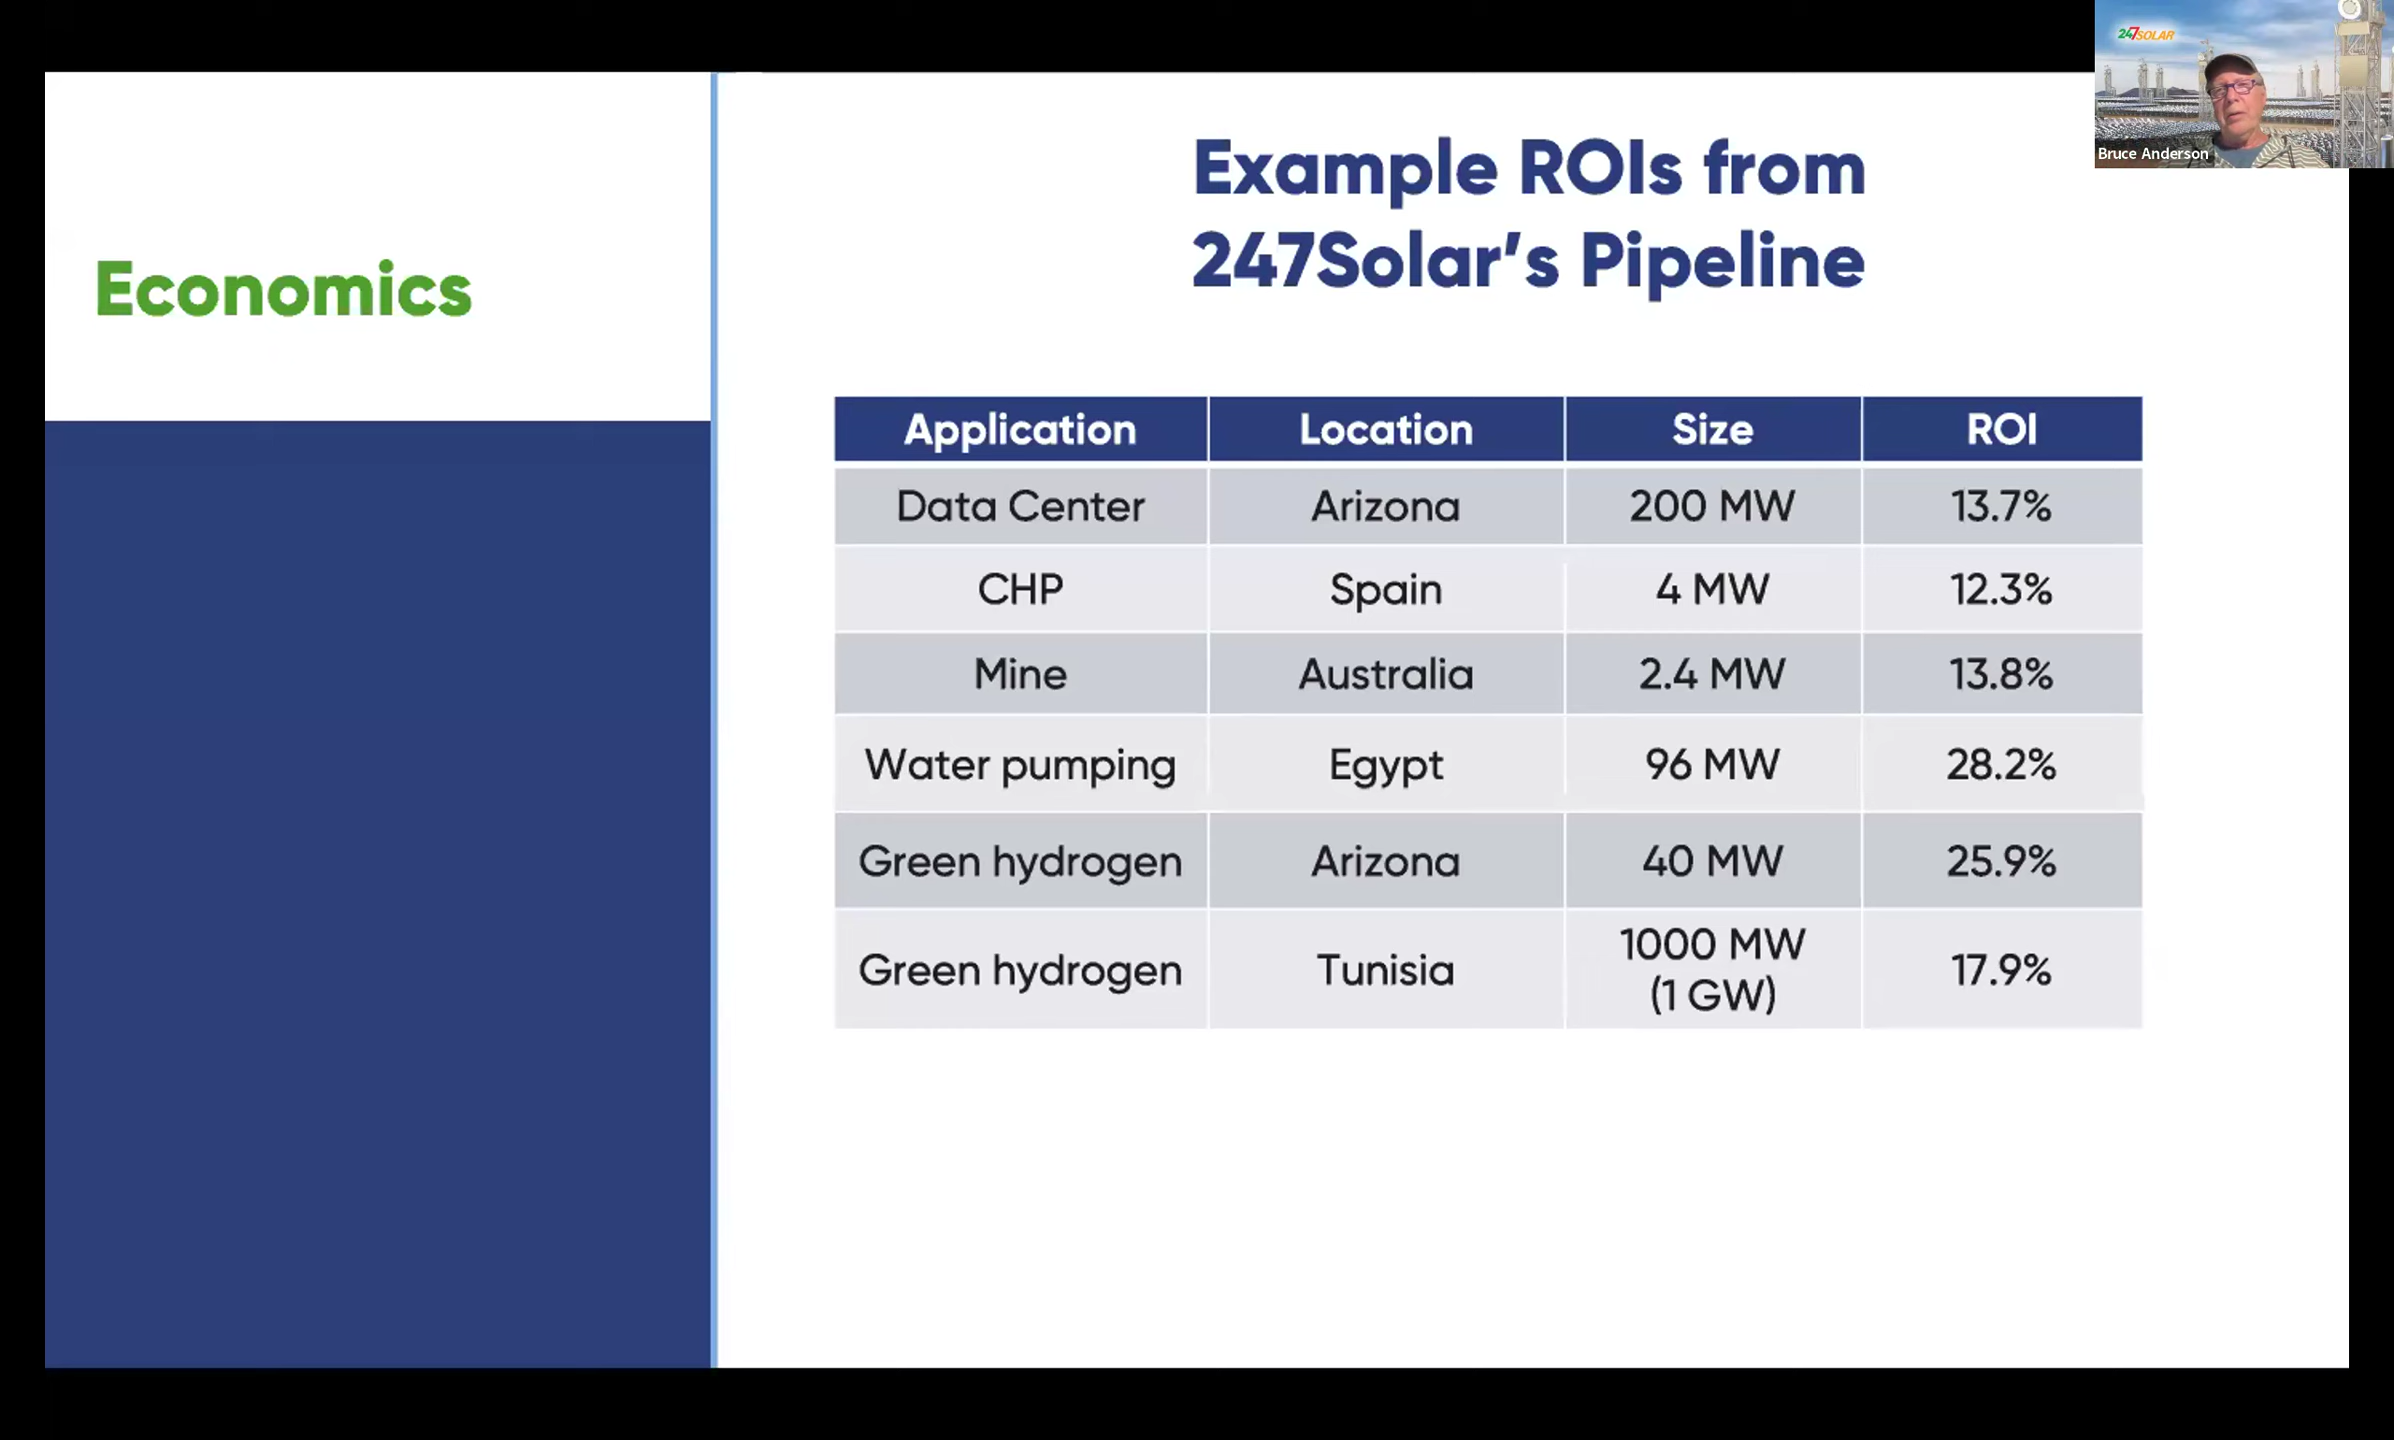 247SOLAR
Bruce Anderson
Economics
Example ROIs from
247Solar’s Pipeline
Application Location Size ROI
Data Center Arizona 200 MW 13.7%
CHP Spain 4 MW 12.3%
Mine Australia 2.4 MW 13.8%
Water pumping Egypt 96 MW 28.2%
Green hydrogen Arizona 40 MW 25.9%
Green hydrogen Tunisia 1000 MW 17.9%
(1 GW)